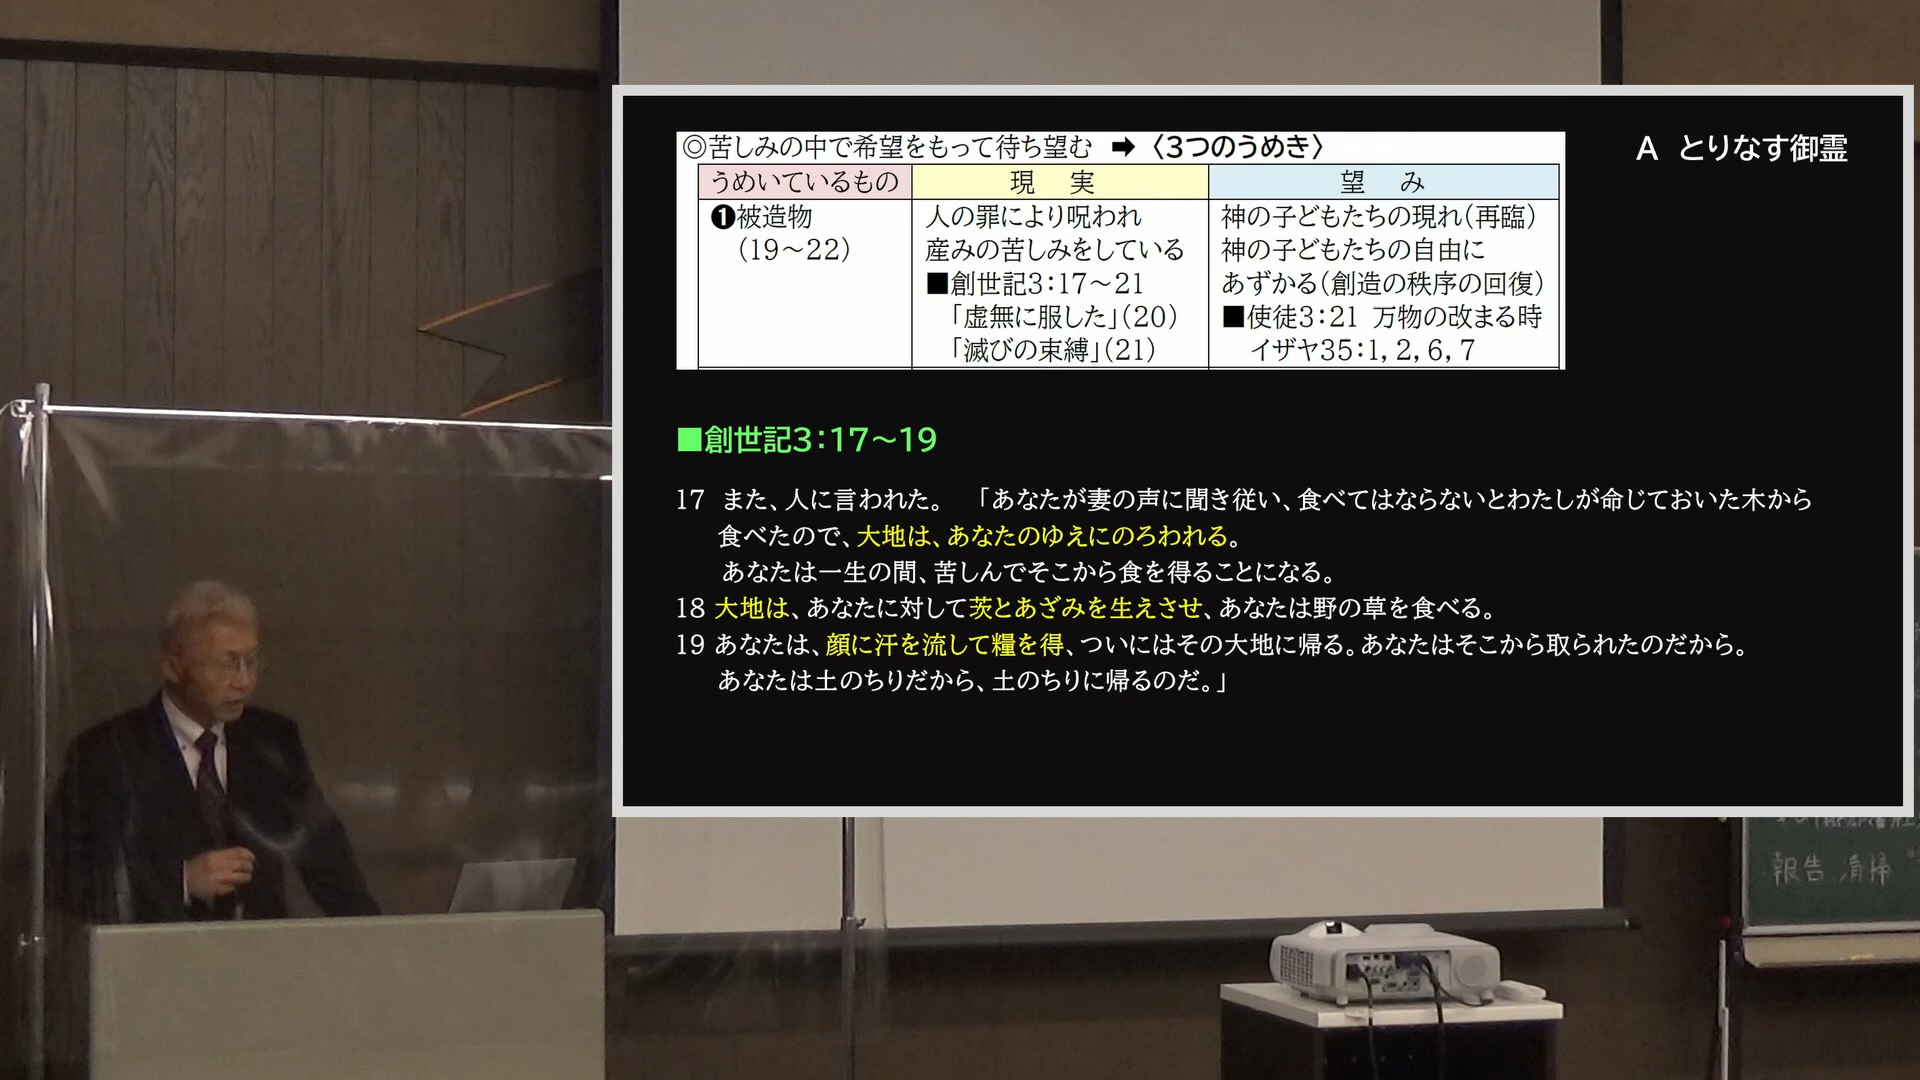 ◎苦しみの中で希望をもって待ち望む ➡〈3つのうめき〉
A とりなす御霊
うめいているもの 現 実 望 み
❶被造物
(19～22)
人の罪により呪われ
産みの苦しみをしている
■創世記3:17～21
「虚無に服した」(20)
「滅びの束縛」(21)
神の子どもたちの現れ(再臨)
神の子どもたちの自由に
あずかる(創造の秩序の回復)
■使徒3:21 万物の改まる時
イザヤ35:1,2,6,7
■創世記3:17～19
17 また、人に言われた。 「あなたが妻の声に聞き従い、食べてはならないとわたしが命じておいた木から
食べたので、大地は、あなたのゆえにのろわれる。
あなたは一生の間、苦しんでそこから食を得ることになる。
18 大地は、あなたに対して茨とあざみを生えさせ、あなたは野の草を食べる。
19 あなたは、顔に汗を流して糧を得、ついにはその大地に帰る。あなたはそこから取られたのだから。
あなたは土のちりだから、土のちりに帰るのだ。」
報告 清掃